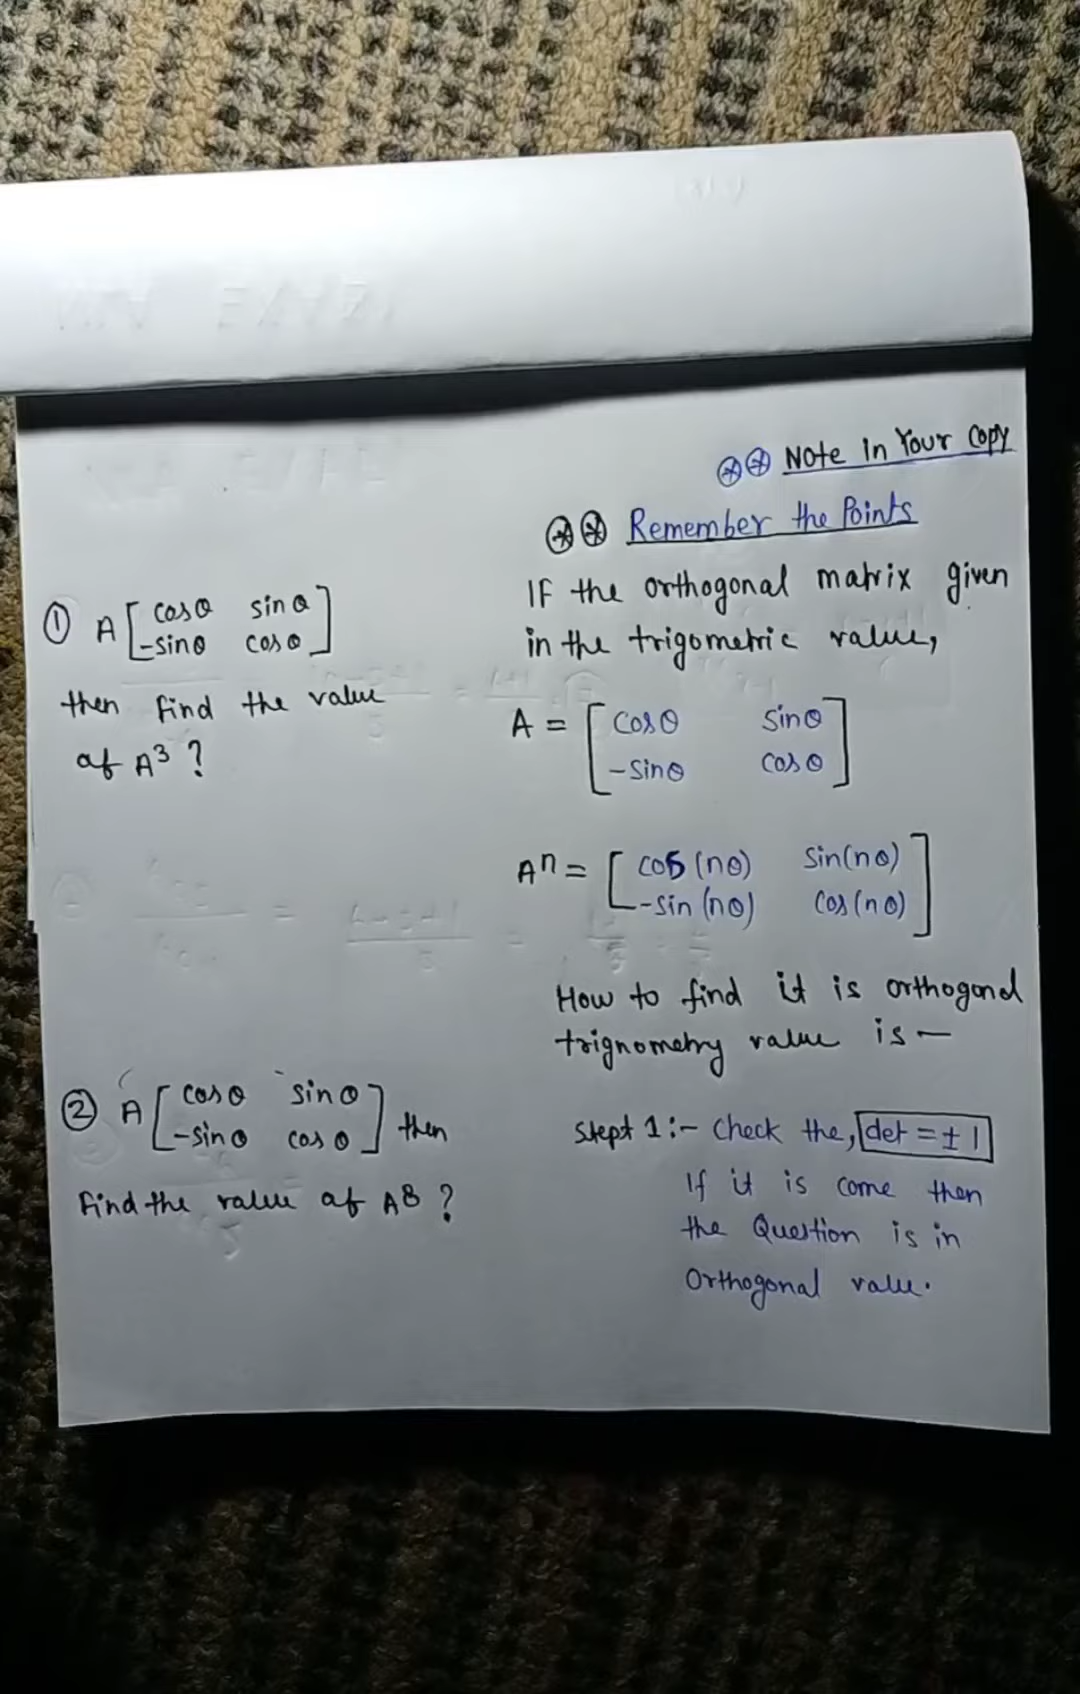 ⊛⊛ Note In Your Copy
⊛⊛ Remember the Points
① A [ cosθ sinθ
-sinθ cosθ ]
then find the value
of A³ ?
IF the orthogonal matrix given
in the trigometric value,
A = [ cosθ sinθ
-sinθ cosθ ]
Aⁿ = [ cos(nθ) sin(nθ)
-sin(nθ) cos(nθ) ]
How to find it is orthogonal
trignometry value is —
② A [ cosθ sinθ
-sinθ cosθ ] then
find the value of A⁸ ?
Stept 1 :- Check the, det = ± 1
If it is come then
the Question is in
Orthogonal value.